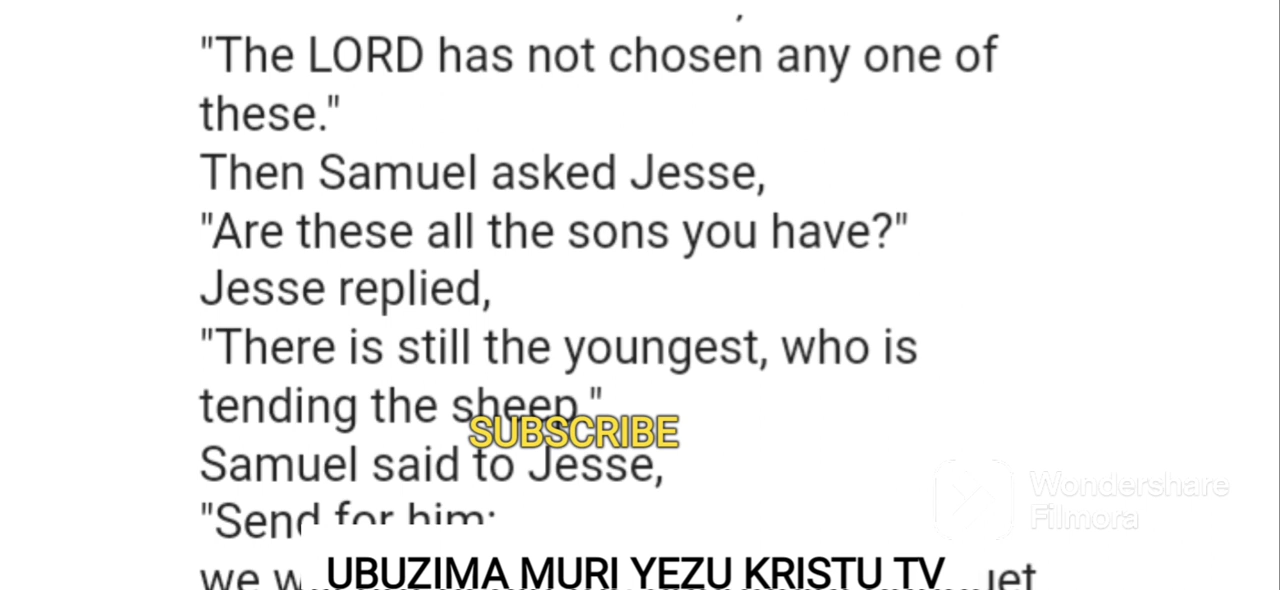 "The LORD has not chosen any one of
these."
Then Samuel asked Jesse,
"Are these all the sons you have?"
Jesse replied,
"There is still the youngest, who is
tending the sheep."
SUBSCRIBE
Samuel said to Jesse,
"Send for him;
we
UBUZIMA MURI YEZU KRISTU TV
Wondershare
Filmora